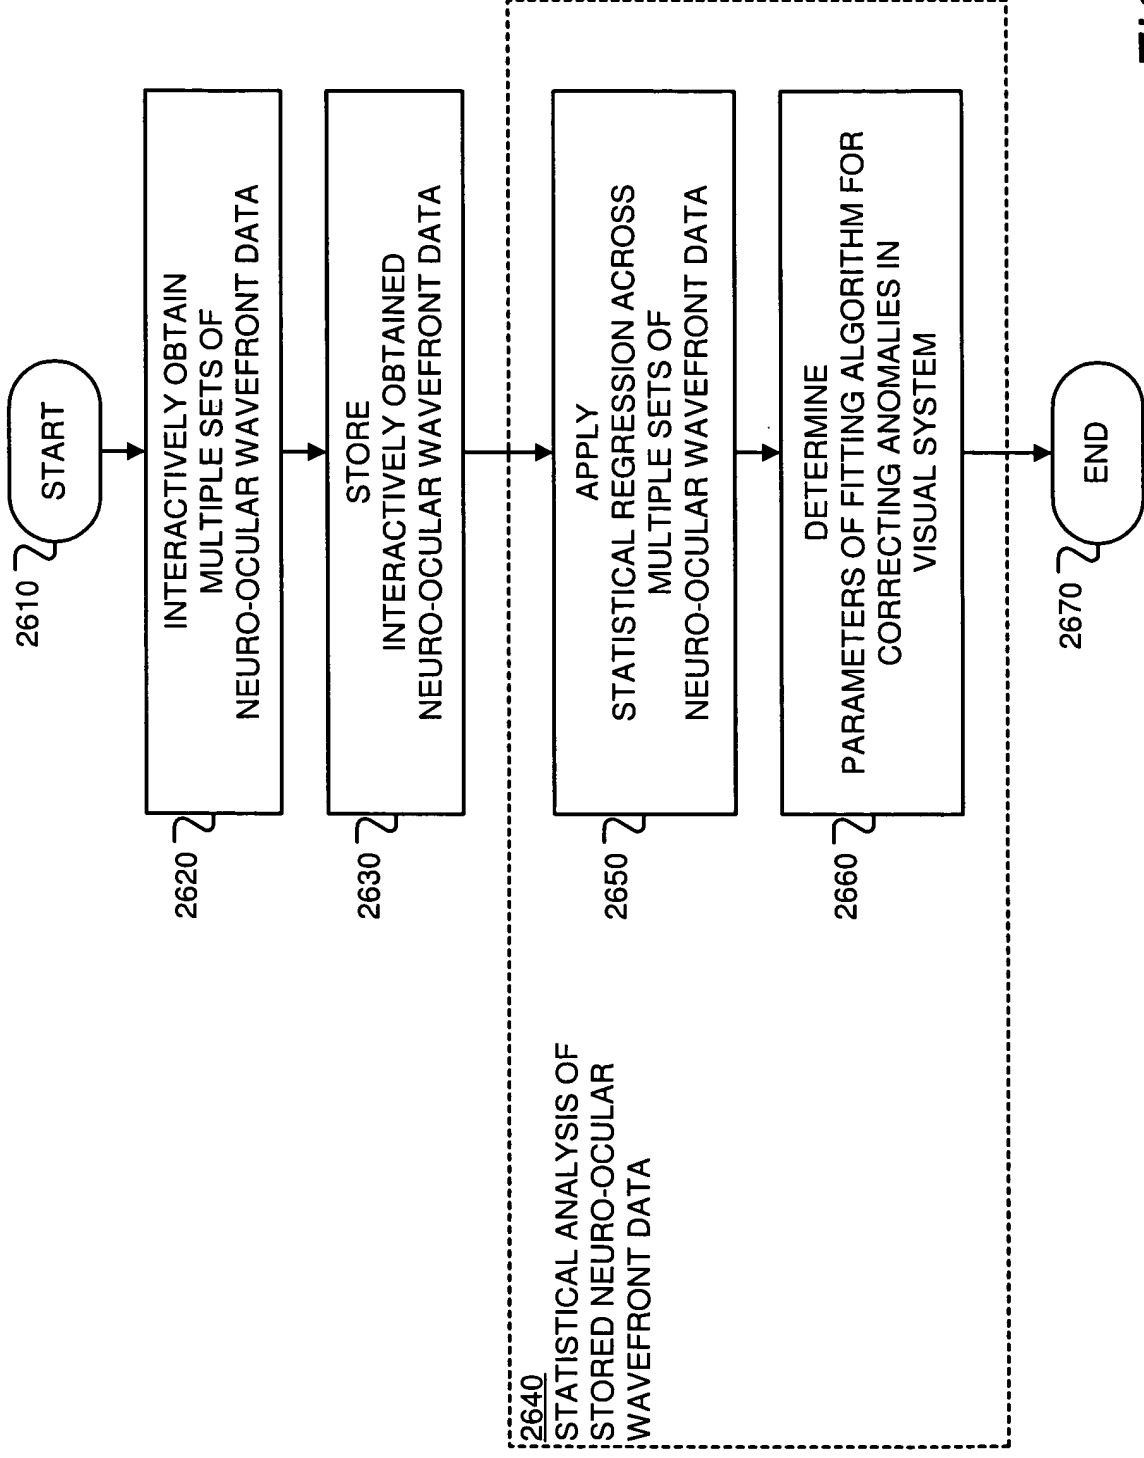 START
2610
INTERACTIVELY OBTAIN
MULTIPLE SETS OF
NEURO-OCULAR WAVEFRONT DATA
2620
STORE
INTERACTIVELY OBTAINED
NEURO-OCULAR WAVEFRONT DATA
2630
2640
STATISTICAL ANALYSIS OF
STORED NEURO-OCULAR
WAVEFRONT DATA
APPLY
STATISTICAL REGRESSION ACROSS
MULTIPLE SETS OF
NEURO-OCULAR WAVEFRONT DATA
2650
DETERMINE
PARAMETERS OF FITTING ALGORITHM FOR
CORRECTING ANOMALIES IN
VISUAL SYSTEM
2660
END
2670